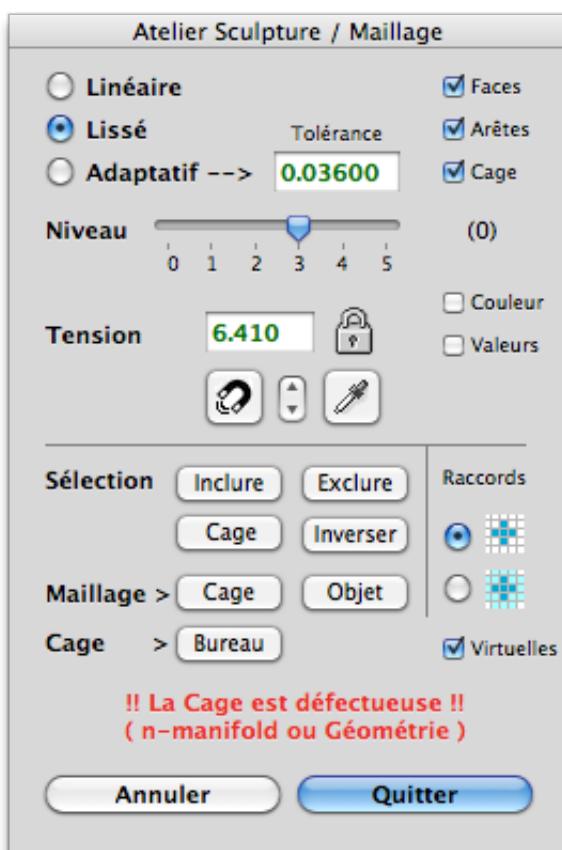 Atelier Sculpture / Maillage
Linéaire
Faces
Lissé
Tolérance
Arêtes
Adaptatif -->
0.03600
Cage
Niveau
(0)
0 1 2 3 4 5
Couleur
Tension
6.410
Valeurs
Sélection
Inclure
Exclure
Raccords
Cage
Inverser
Maillage >
Cage
Objet
Cage >
Bureau
Virtuelles
!! La Cage est défectueuse !!
( n-manifold ou Géométrie )
Annuler
Quitter